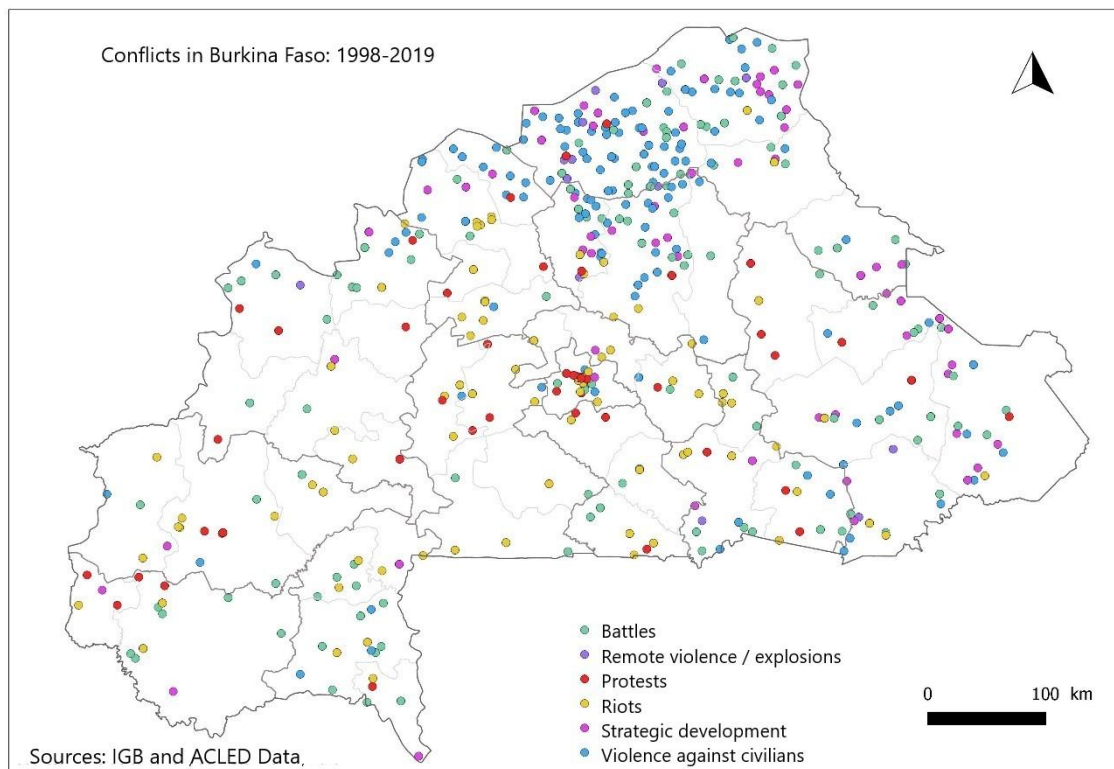 Conflicts in Burkina Faso: 1998-2019
Battles
Remote violence / explosions
Protests
Riots
Strategic development
Violence against civilians
0 100 km
Sources: IGB and ACLED Data,